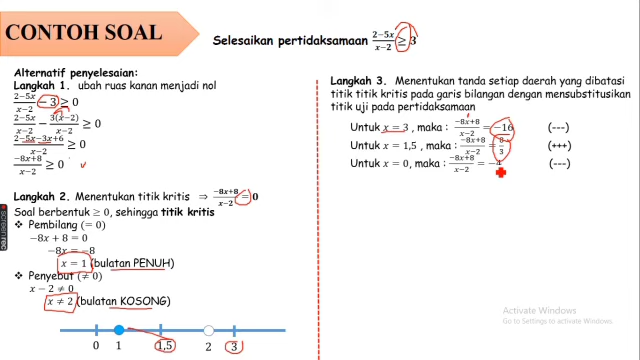 CONTOH SOAL
Selesaikan pertidaksamaan (2−5x)/(x−2) ≥ 3
Alternatif penyelesaian:
Langkah 1. ubah ruas kanan menjadi nol
(2−5x)/(x−2) − 3 ≥ 0
(2−5x)/(x−2) − 3(x−2)/(x−2) ≥ 0
(2−5x−3x+6)/(x−2) ≥ 0
(−8x+8)/(x−2) ≥ 0
Langkah 2. Menentukan titik kritis ⇒ (−8x+8)/(x−2) = 0
Soal berbentuk ≥ 0, sehingga titik kritis
❖ Pembilang (= 0)
−8x + 8 = 0
−8x = −8
x = 1 (bulatan PENUH)
❖ Penyebut (≠ 0)
x − 2 ≠ 0
x ≠ 2 (bulatan KOSONG)
0 1 1,5 2 3
Langkah 3. Menentukan tanda setiap daerah yang dibatasi
titik titik kritis pada garis bilangan dengan mensubstitusikan
titik uji pada pertidaksamaan
Untuk x = 3, maka : (−8x+8)/(x−2) = −16 (---)
Untuk x = 1,5 , maka : (−8x+8)/(x−2) = 8/3 (+++)
Untuk x = 0, maka : (−8x+8)/(x−2) = −4 (---)
Activate Windows
Go to Settings to activate Windows.
screenrec